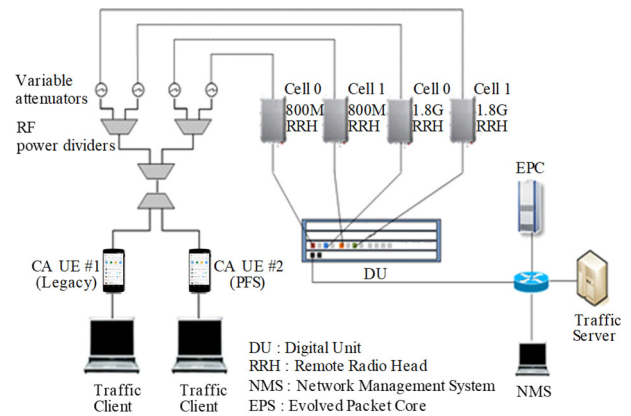 Variable
attenuators
RF
power dividers
Cell 0
800M
RRH
Cell 1
800M
RRH
Cell 0
1.8G
RRH
Cell 1
1.8G
RRH
EPC
DU
CA UE #1
(Legacy)
CA UE #2
(PFS)
Traffic
Server
NMS
Traffic
Client
Traffic
Client
DU : Digital Unit
RRH : Remote Radio Head
NMS : Network Management System
EPS : Evolved Packet Core